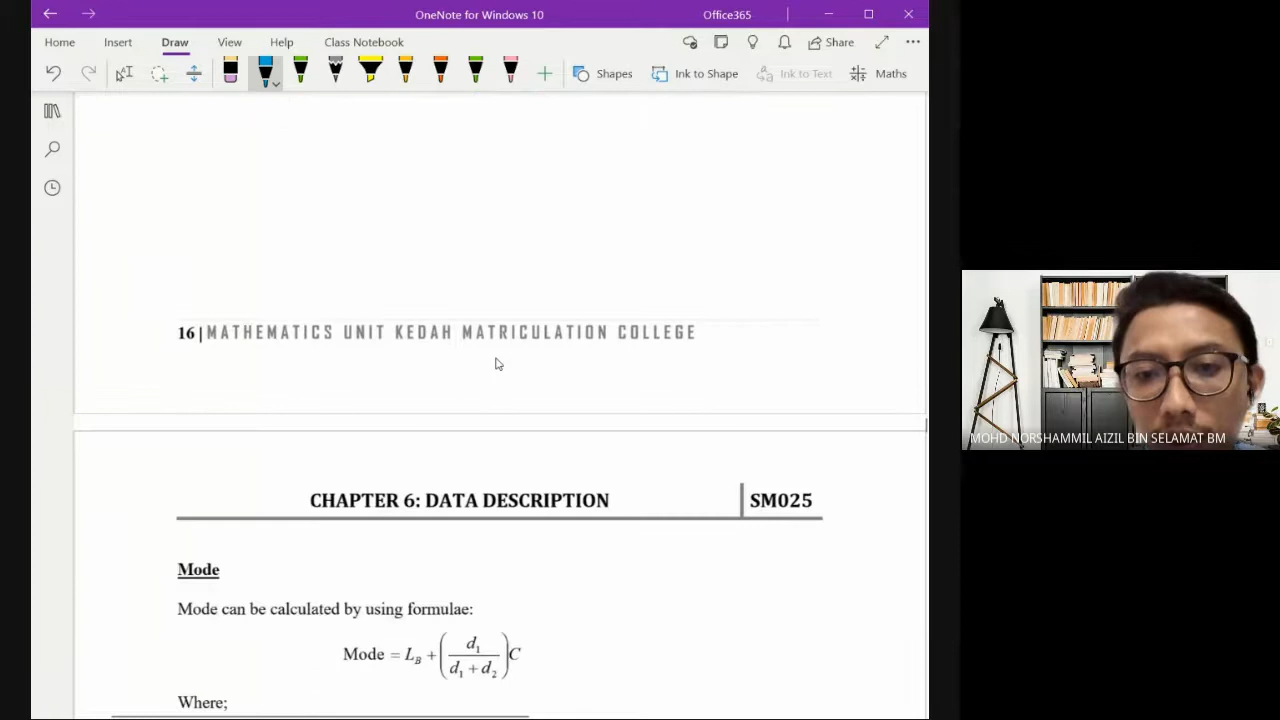 OneNote for Windows 10
Office365
Home Insert Draw View Help Class Notebook
Share
Shapes
Ink to Shape
Ink to Text
Maths
16 | MATHEMATICS UNIT KEDAH MATRICULATION COLLEGE
CHAPTER 6: DATA DESCRIPTION
SM025
Mode
Mode can be calculated by using formulae:
Mode = L_B + (d_1 / (d_1 + d_2)) C
Where;
MOHD NORSHAMMIL AIZIL BIN SELAMAT BM